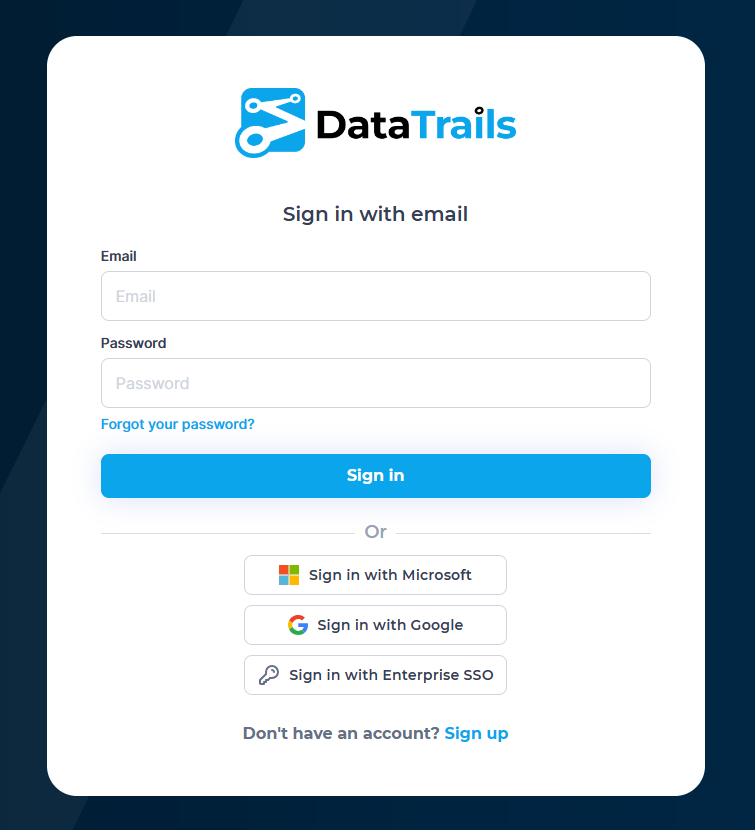 DataTrails
Sign in with email
Email
Email
Password
Password
Forgot your password?
Sign in
Or
Sign in with Microsoft
Sign in with Google
Sign in with Enterprise SSO
Don't have an account? Sign up